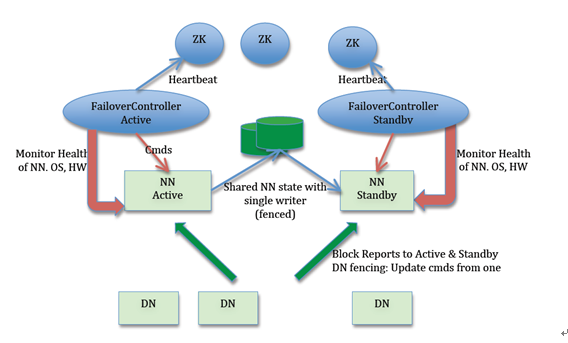 ZK
ZK
ZK
Heartbeat
Heartbeat
FailoverController
Active
FailoverController
Standby
Cmds
Monitor Health
of NN. OS, HW
Monitor Health
of NN. OS, HW
NN
Active
Shared NN state with
single writer
(fenced)
NN
Standby
Block Reports to Active & Standby
DN fencing: Update cmds from one
DN
DN
DN